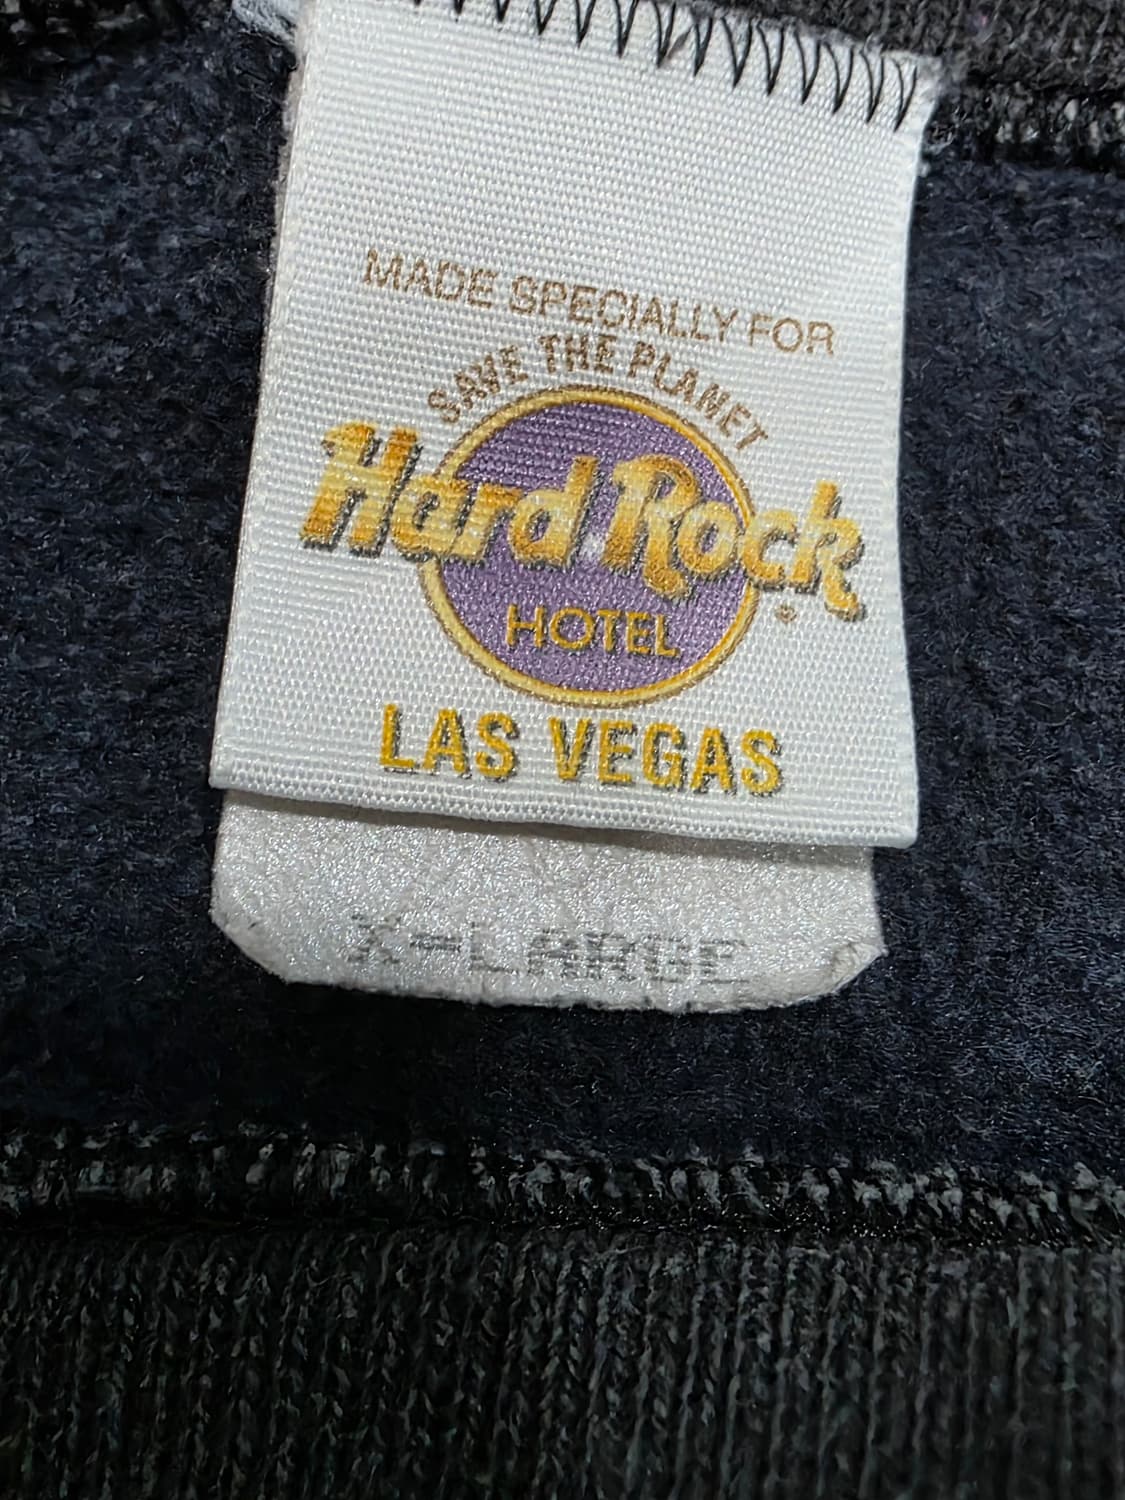 MADE SPECIALLY FOR
SAVE THE PLANET
Hard Rock
®
HOTEL
LAS VEGAS
X-LARGE